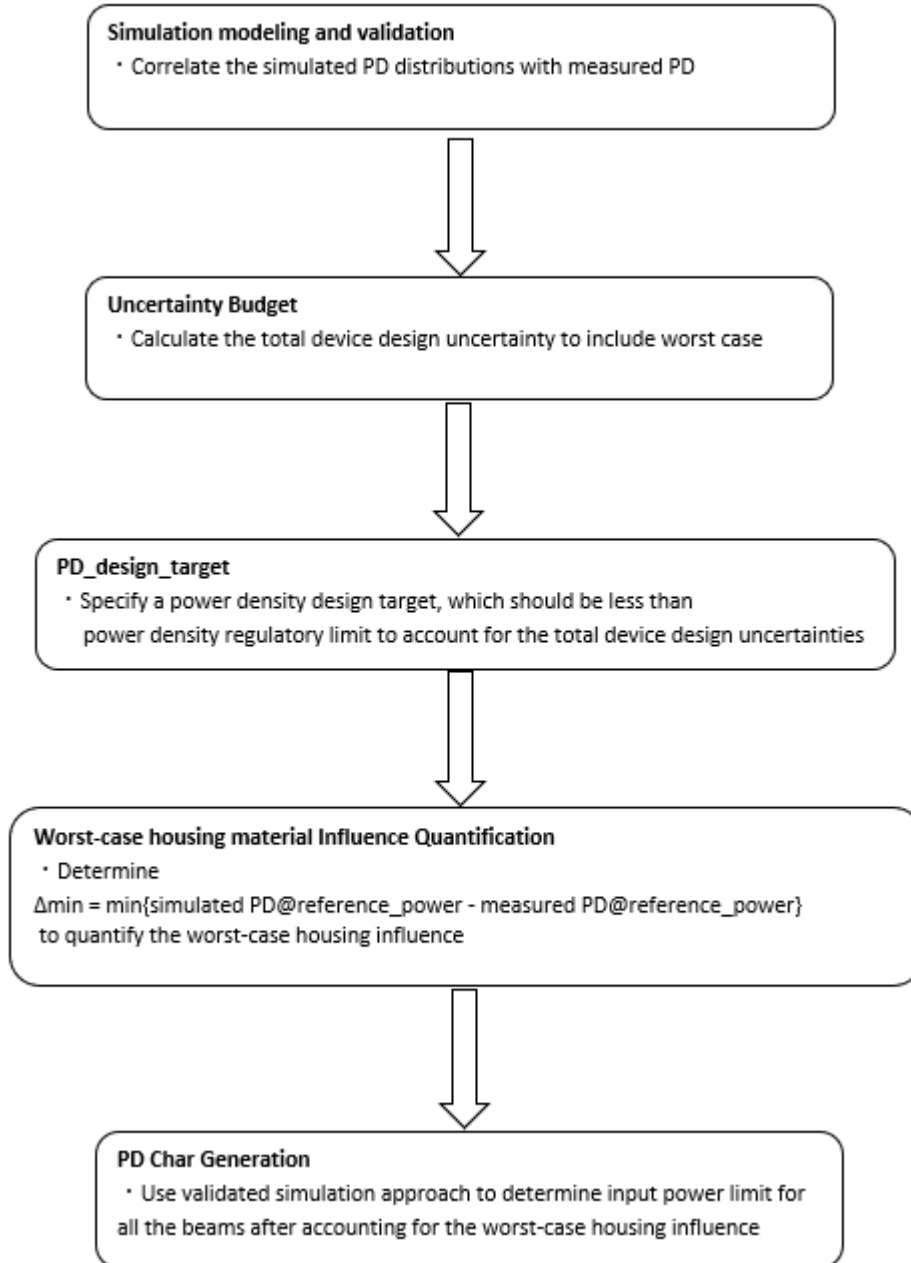 Simulation modeling and validation
・Correlate the simulated PD distributions with measured PD
Uncertainty Budget
・Calculate the total device design uncertainty to include worst case
PD_design_target
・Specify a power density design target, which should be less than
power density regulatory limit to account for the total device design uncertainties
Worst-case housing material Influence Quantification
・Determine
Δmin = min{simulated PD@reference_power - measured PD@reference_power}
to quantify the worst-case housing influence
PD Char Generation
・Use validated simulation approach to determine input power limit for
all the beams after accounting for the worst-case housing influence